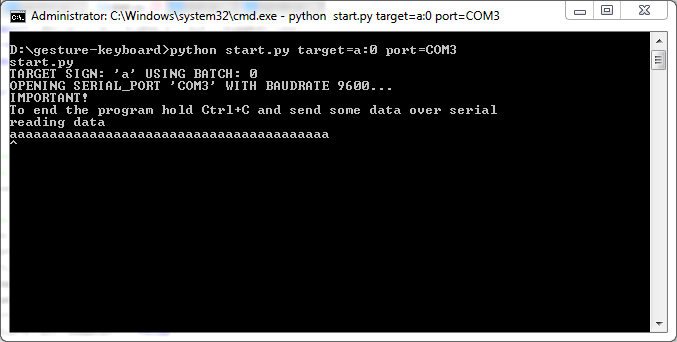 Administrator: C:\Windows\system32\cmd.exe - python  start.py target=a:0 port=COM3
D:\gesture-keyboard>python start.py target=a:0 port=COM3
start.py
TARGET SIGN: 'a' USING BATCH: 0
OPENING SERIAL_PORT 'COM3' WITH BAUDRATE 9600...
IMPORTANT!
To end the program hold Ctrl+C and send some data over serial
reading data
aaaaaaaaaaaaaaaaaaaaaaaaaaaaaaaaaaaaaaaa
^